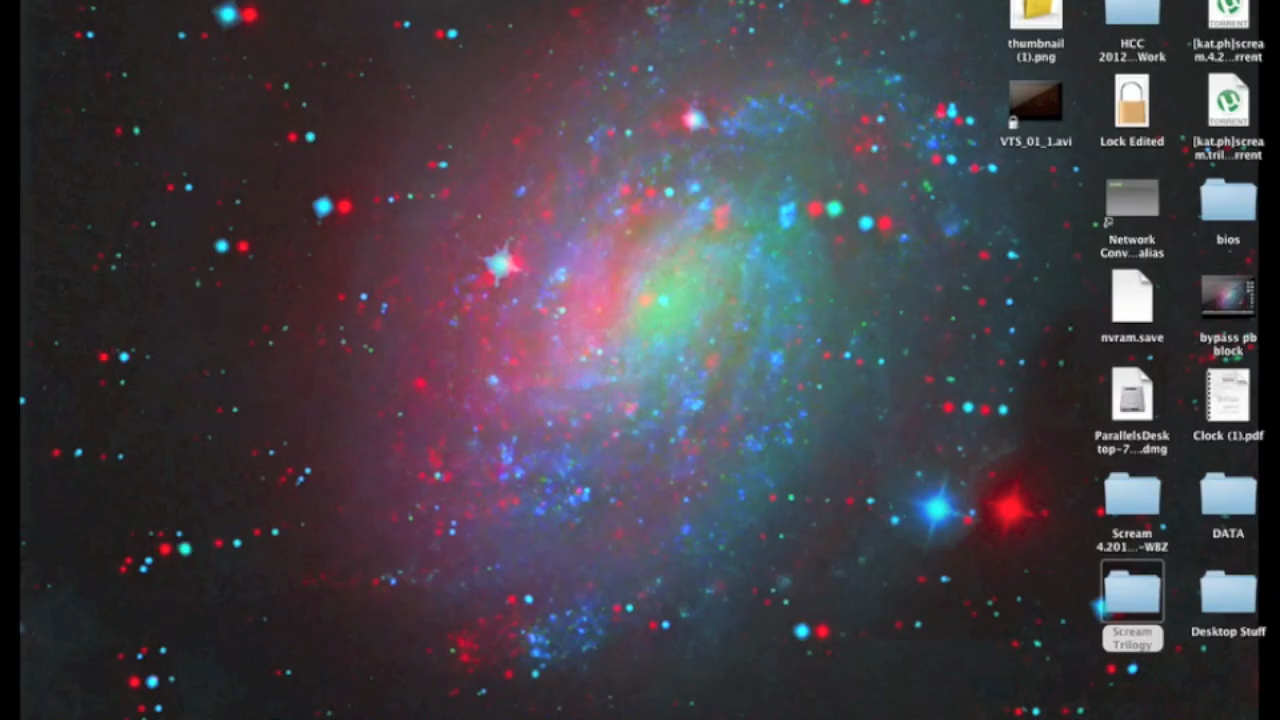 thumbnail
(1).png
HCC
2012...Work
[kat.ph]screa
m.4.2...rrent
TORRENT
VTS_01_1.avi
Lock Edited
[kat.ph]screa
m.tril...rrent
TORRENT
Network
Conv...alias
bios
nvram.save
bypass pb
block
ParallelsDesk
top-7....dmg
Clock (1).pdf
Scream
4.201...-WBZ
DATA
Scream
Trilogy
Desktop Stuff